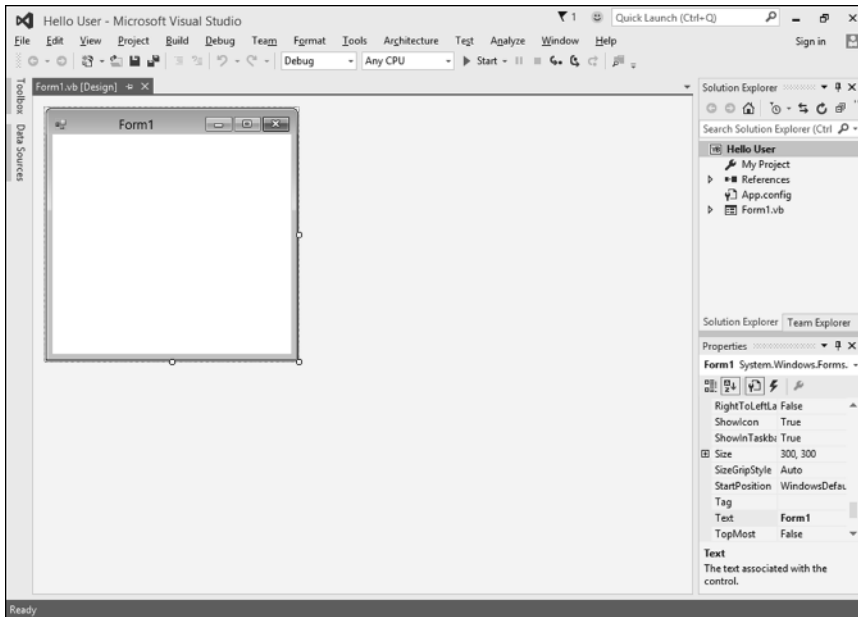 Hello User - Microsoft Visual Studio
1
Quick Launch (Ctrl+Q)
File Edit View Project Build Debug Team Format Tools Architecture Test Analyze Window Help
Sign in
Debug Any CPU Start
Toolbox
Data Sources
Form1.vb [Design]
Form1
Solution Explorer
Search Solution Explorer (Ctrl
Hello User
My Project
References
App.config
Form1.vb
Solution Explorer Team Explorer
Properties
Form1 System.Windows.Forms.
RightToLeftLa False
ShowIcon True
ShowInTaskb True
Size 300, 300
SizeGripStyle Auto
StartPosition WindowsDefau
Tag
Text Form1
TopMost False
Text
The text associated with the
control.
Ready